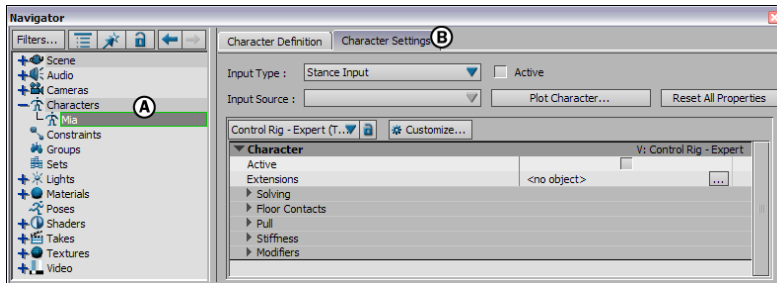 Navigator
Filters...
Scene
Audio
Cameras
Characters
A
Mia
Constraints
Groups
Sets
Lights
Materials
Poses
Shaders
Takes
Textures
Video
Character Definition
Character Settings
B
Input Type :
Stance Input
Active
Input Source :
Plot Character...
Reset All Properties
Control Rig - Expert (T...
Customize...
Character
V: Control Rig - Expert
Active
Extensions
<no object>
...
Solving
Floor Contacts
Pull
Stiffness
Modifiers